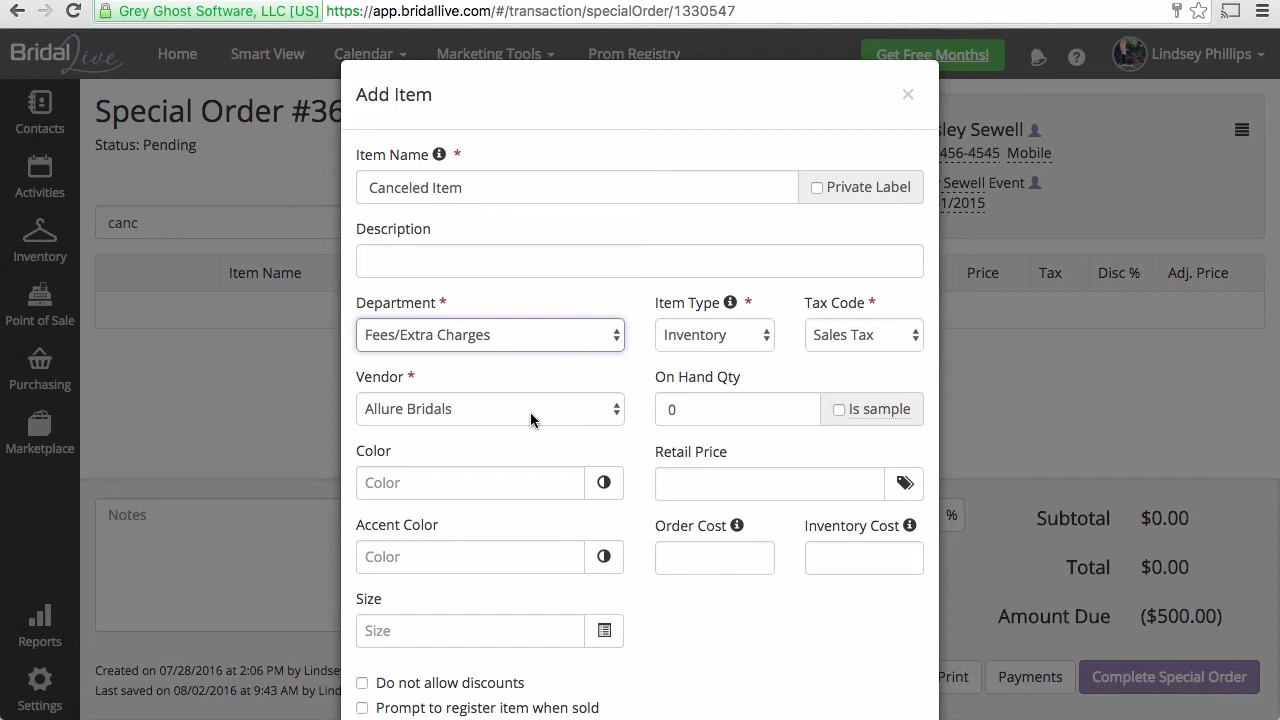 Grey Ghost Software, LLC [US] https://app.bridallive.com/#/transaction/specialOrder/1330547
Bridal Live Home Smart View Calendar Marketing Tools Prom Registry Get Free Months! ? Lindsey Phillips
Contacts
Activities
Inventory
Point of Sale
Purchasing
Marketplace
Reports
Settings
Special Order #36
Status: Pending
canc
Item Name
Notes
Created on 07/28/2016 at 2:06 PM by Lindse
Last saved on 08/02/2016 at 9:43 AM by Lind
Add Item ×
Item Name *
Canceled Item Private Label
Description
Department * Item Type * Tax Code *
Fees/Extra Charges Inventory Sales Tax
Vendor * On Hand Qty
Allure Bridals 0 Is sample
Color Retail Price
Color
Accent Color Order Cost Inventory Cost
Color
Size
Size
Do not allow discounts
Prompt to register item when sold
sley Sewell
456-4545 Mobile
Sewell Event
1/2015
Price Tax Disc % Adj. Price
%
Subtotal $0.00
Total $0.00
Amount Due ($500.00)
Print Payments Complete Special Order